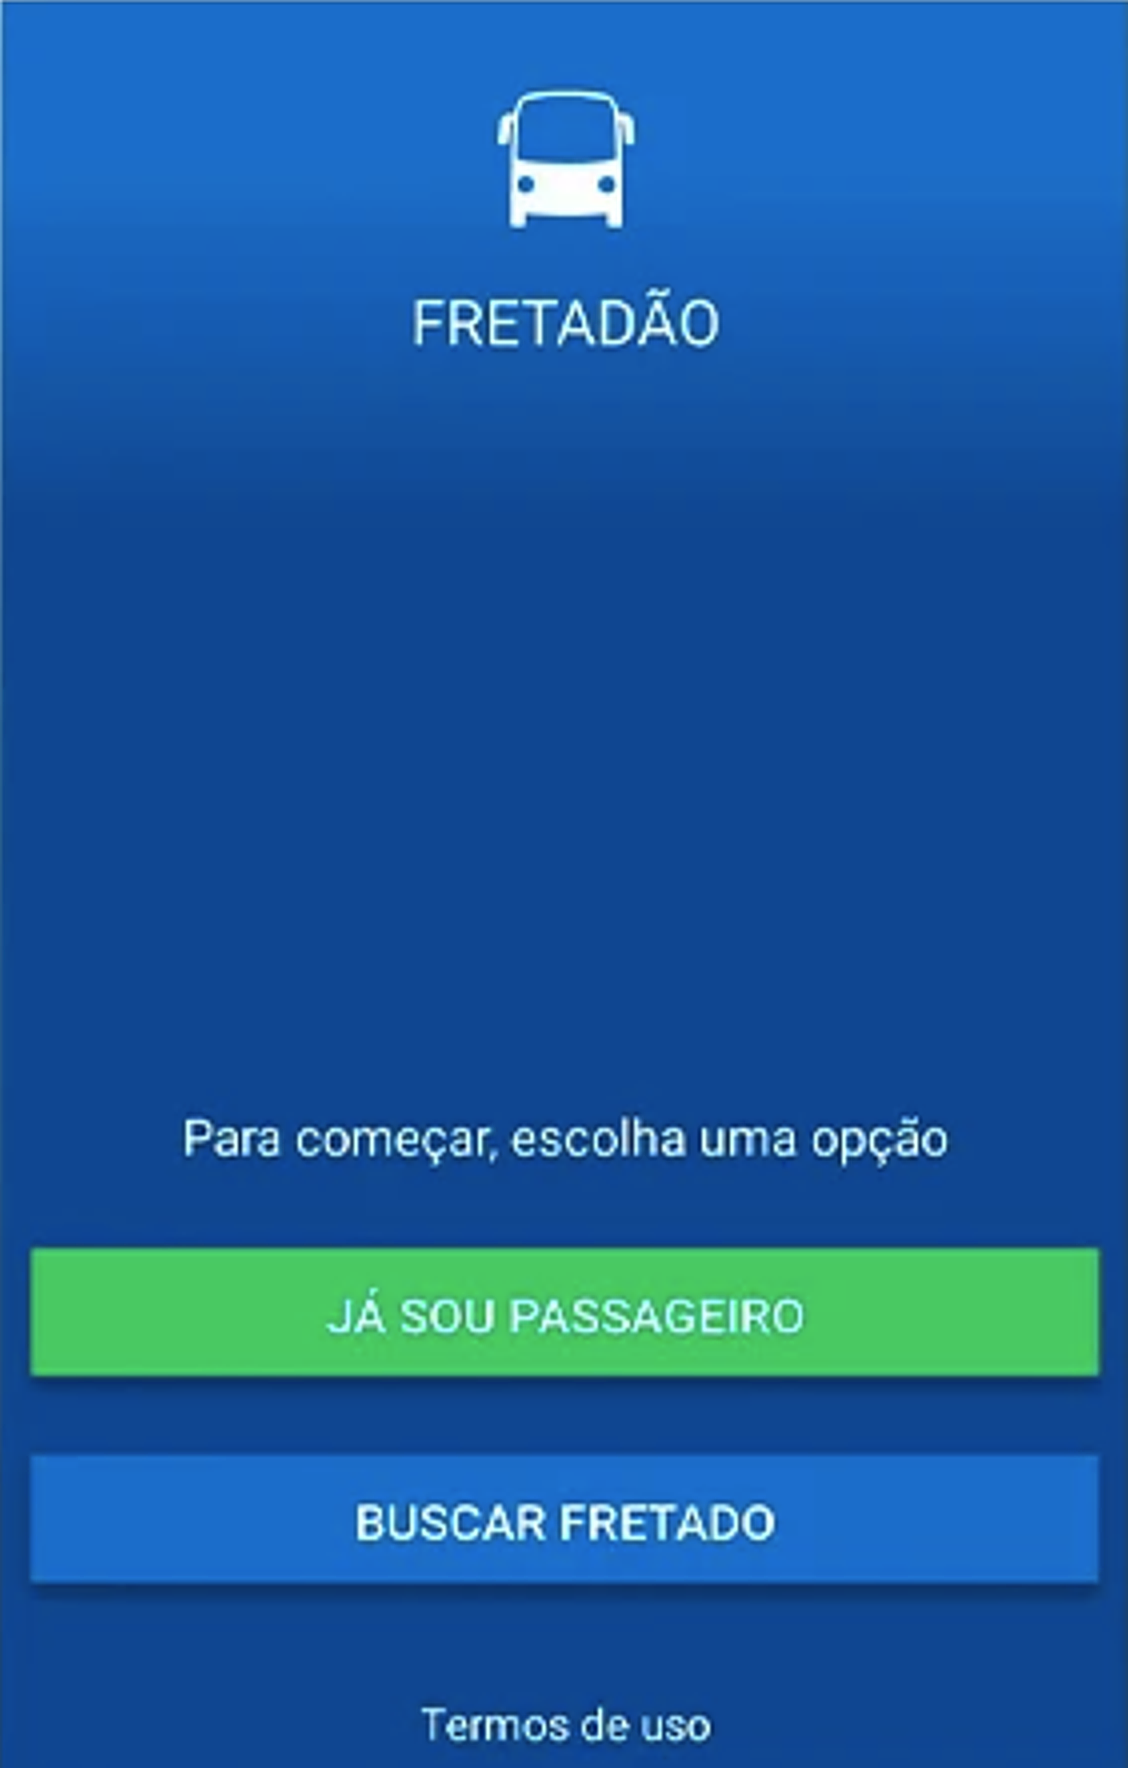 FRETADÃO
Para começar, escolha uma opção
JÁ SOU PASSAGEIRO
BUSCAR FRETADO
Termos de uso